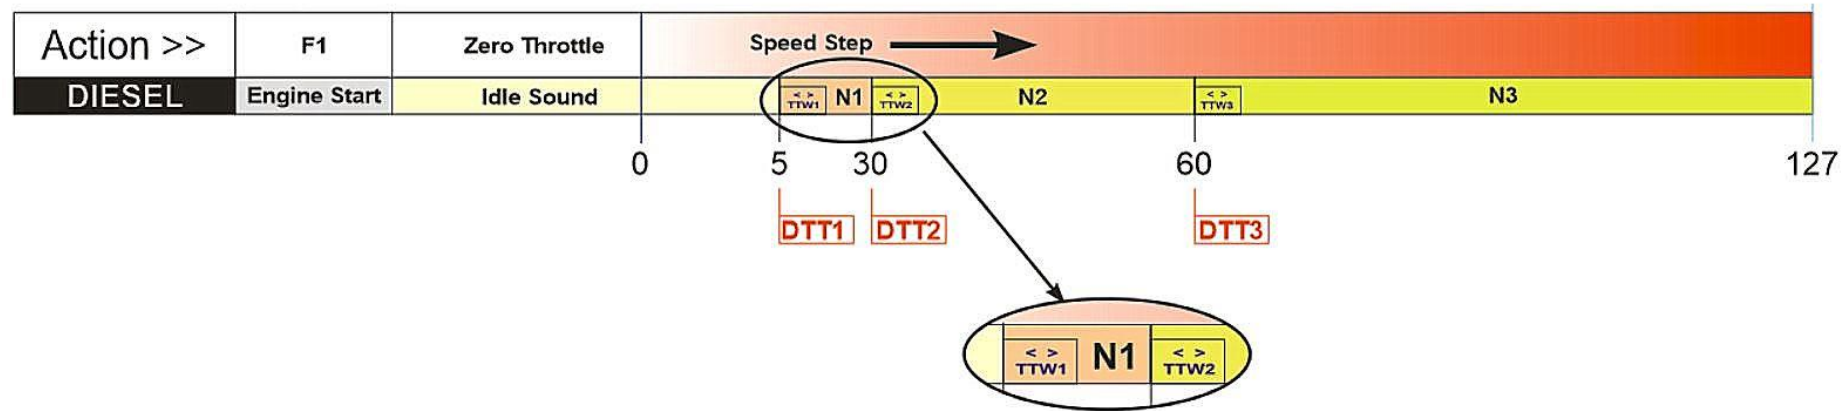 Action >> F1 Zero Throttle Speed Step
DIESEL Engine Start Idle Sound < > TTW1 N1 < > TTW2 N2 < > TTW3 N3
0 5 30 60 127
DTT1 DTT2 DTT3
< > < >
TTW1 N1 TTW2